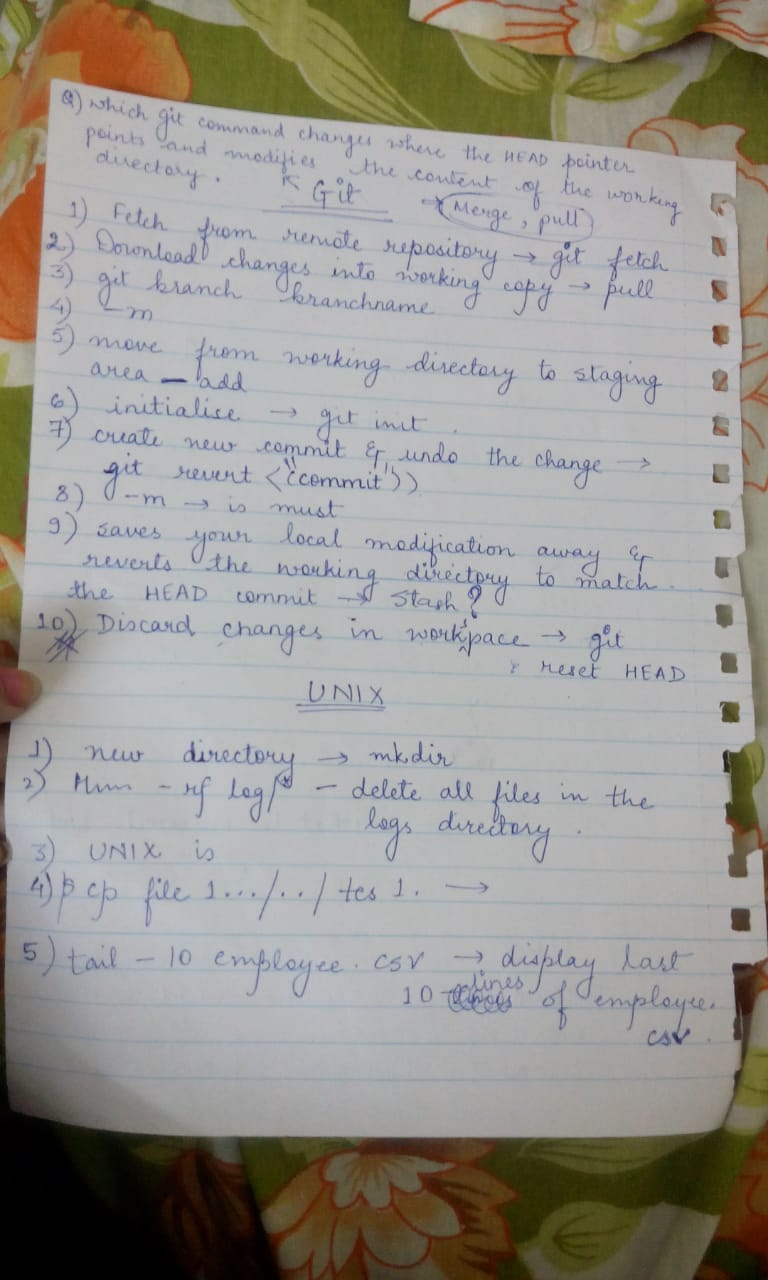 Q) which git command changes where the HEAD pointer
points and modifies the content of the working
directory.
Git
Merge, pull
1) Fetch from remote repository → git fetch
2) Download changes into working copy → pull
3) git branch branchname
4) -m
5) move from working directory to staging
area - add
6) initialise → git init.
7) create new commit & undo the change →
git revert <"commit">
8) -m → is must
9) saves your local modification away &
reverts the working directory to match
the HEAD commit → Stash?
10) Discard changes in workspace → git
reset HEAD
UNIX
1) new directory → mkdir
2) -rf log/* - delete all files in the
logs directory.
3) UNIX is
4) cp file 1.../../ tcs 1. →
5) tail - 10 employee.csv → display last
10 lines of employee.
csv.